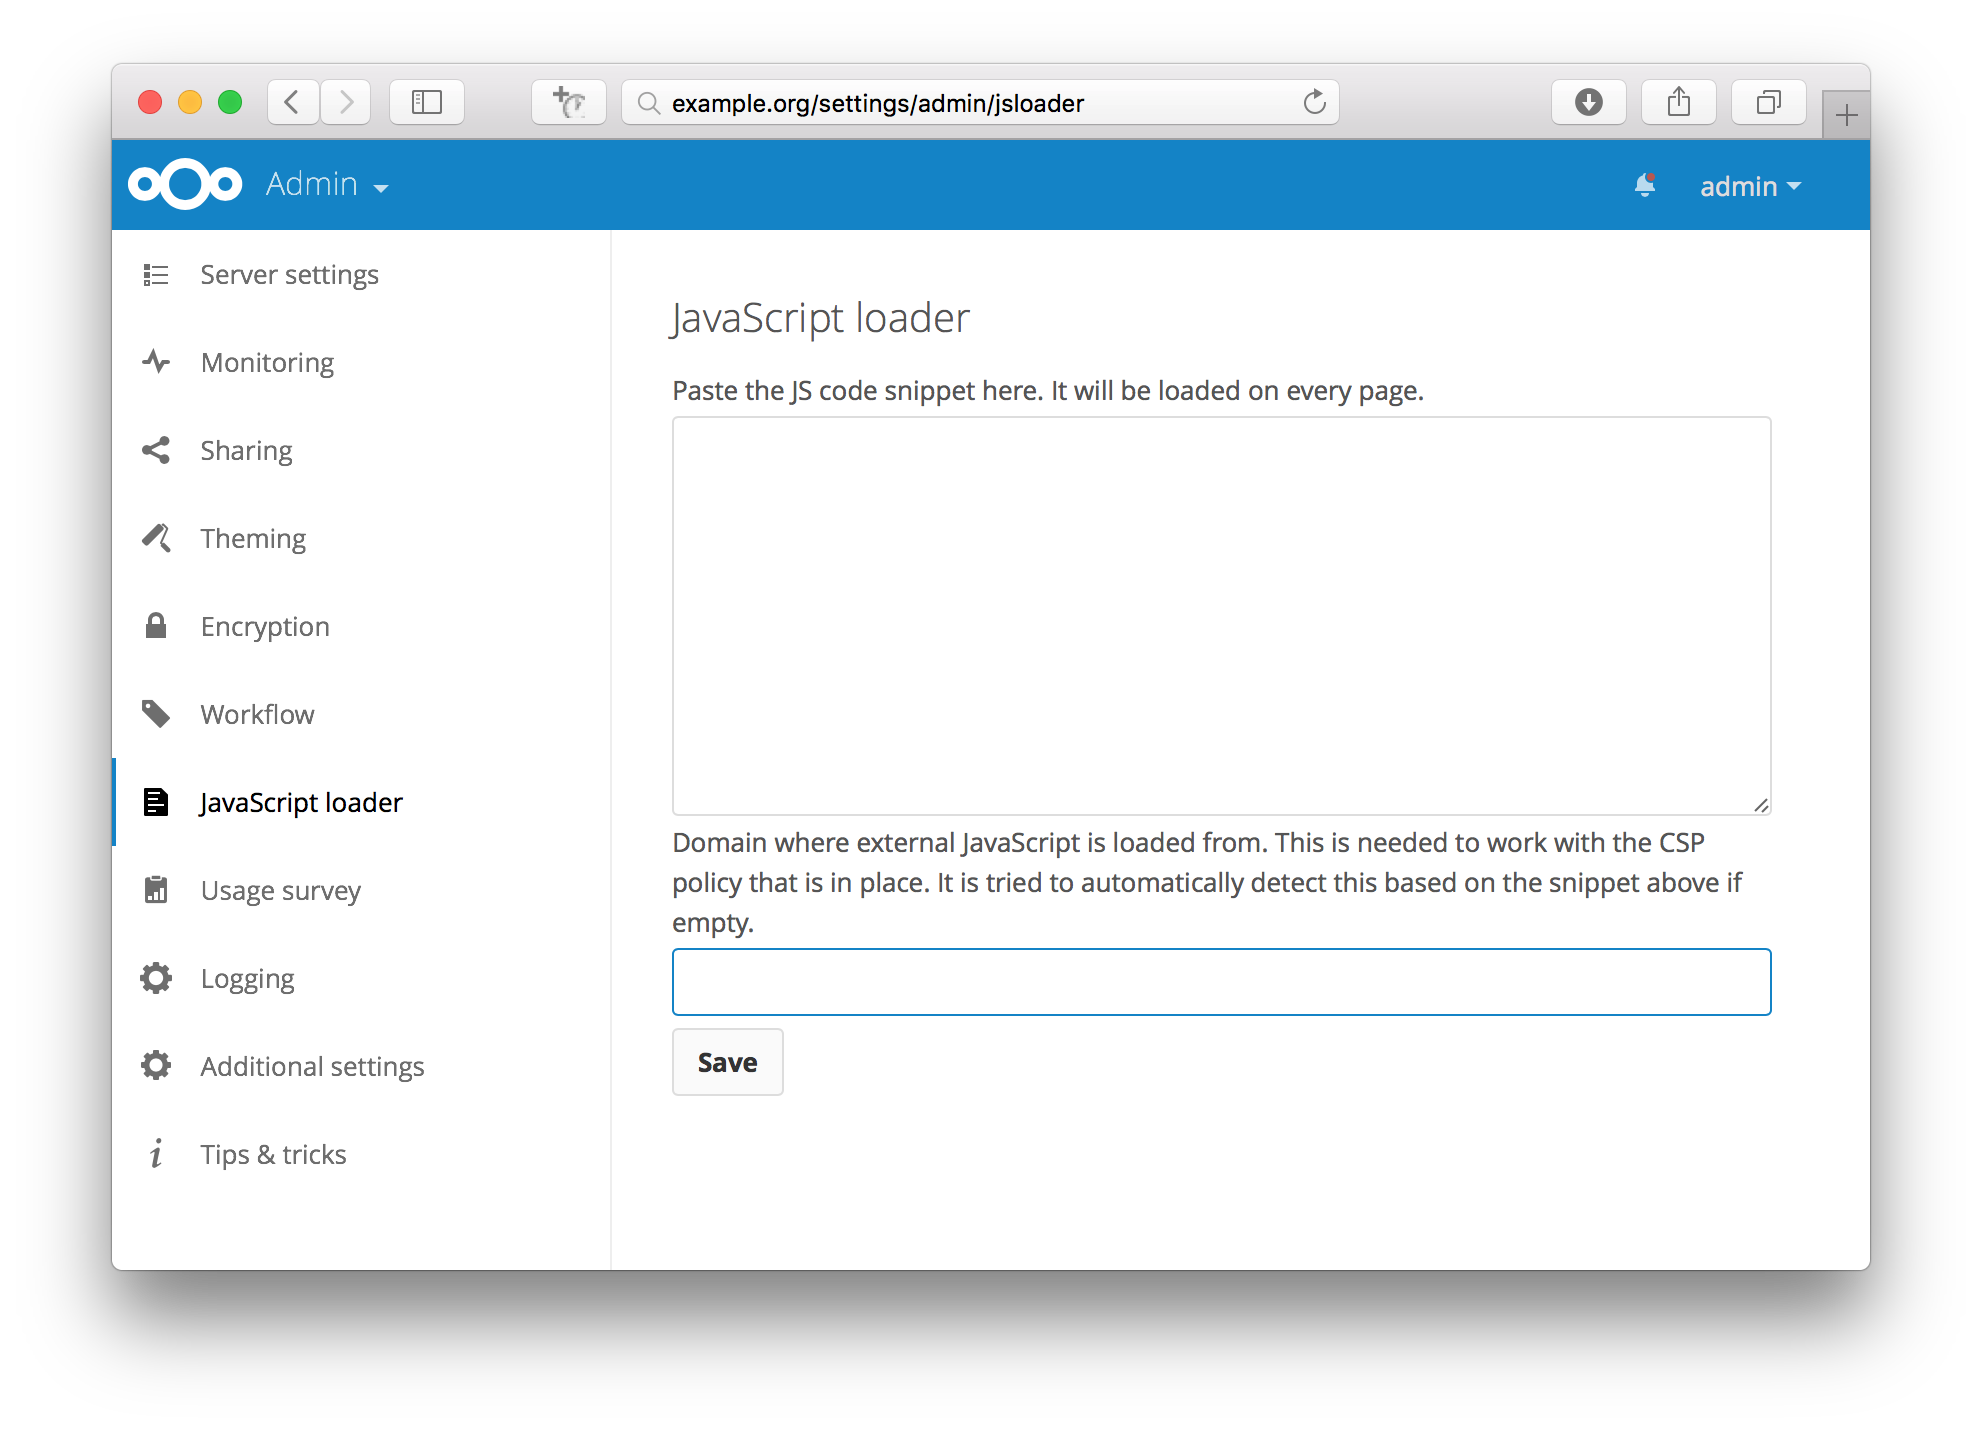 example.org/settings/admin/jsloader
Admin
admin
Server settings
Monitoring
Sharing
Theming
Encryption
Workflow
JavaScript loader
Usage survey
Logging
Additional settings
Tips & tricks
JavaScript loader
Paste the JS code snippet here. It will be loaded on every page.
Domain where external JavaScript is loaded from. This is needed to work with the CSP
policy that is in place. It is tried to automatically detect this based on the snippet above if
empty.
Save